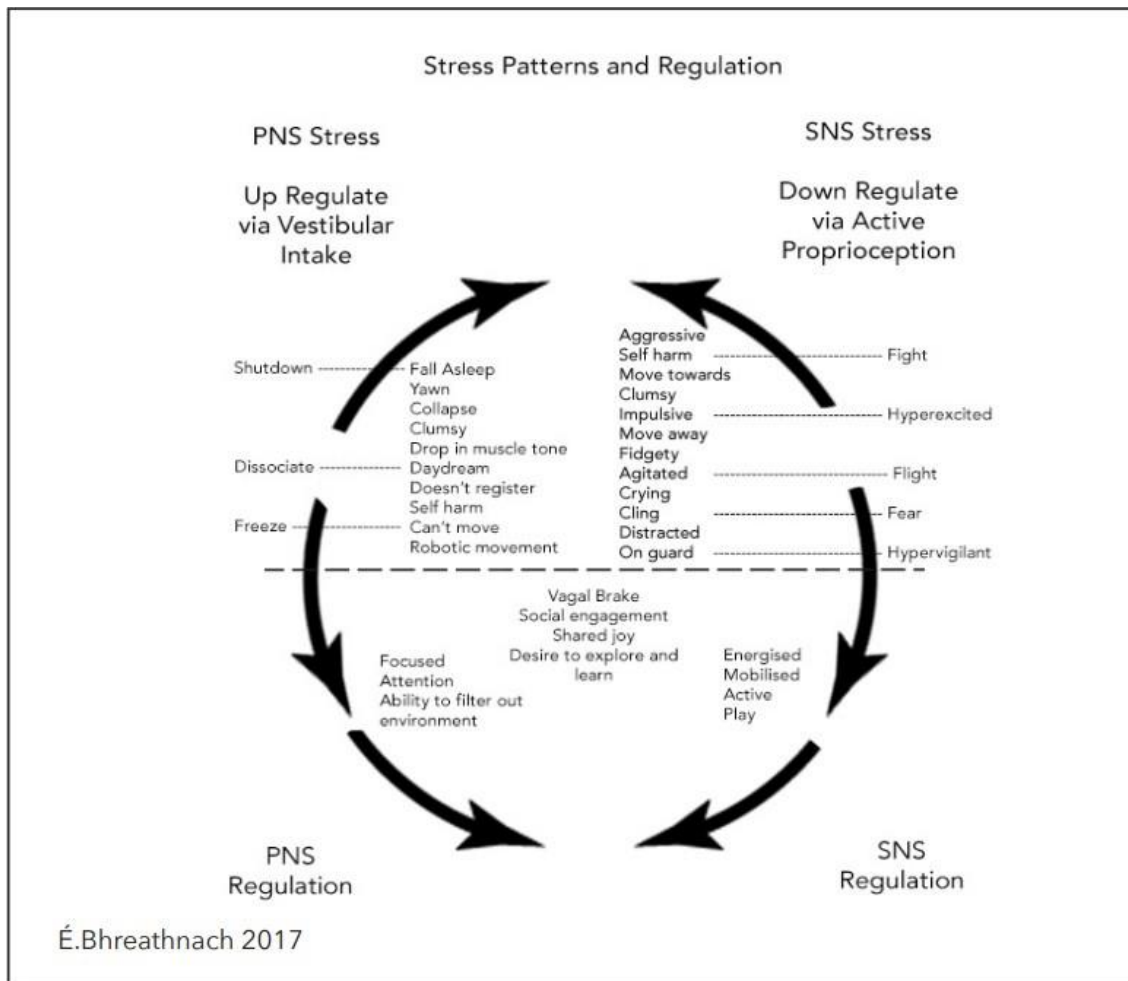 Stress Patterns and Regulation
PNS Stress
Up Regulate
via Vestibular
Intake
SNS Stress
Down Regulate
via Active
Proprioception
Shutdown
Dissociate
Freeze
Fall Asleep
Yawn
Collapse
Clumsy
Drop in muscle tone
Daydream
Doesn't register
Self harm
Can't move
Robotic movement
Aggressive
Self harm
Move towards
Clumsy
Impulsive
Move away
Fidgety
Agitated
Crying
Cling
Distracted
On guard
Fight
Hyperexcited
Flight
Fear
Hypervigilant
Vagal Brake
Social engagement
Shared joy
Desire to explore and
learn
Focused
Attention
Ability to filter out
environment
Energised
Mobilised
Active
Play
PNS
Regulation
SNS
Regulation
É.Bhreathnach 2017